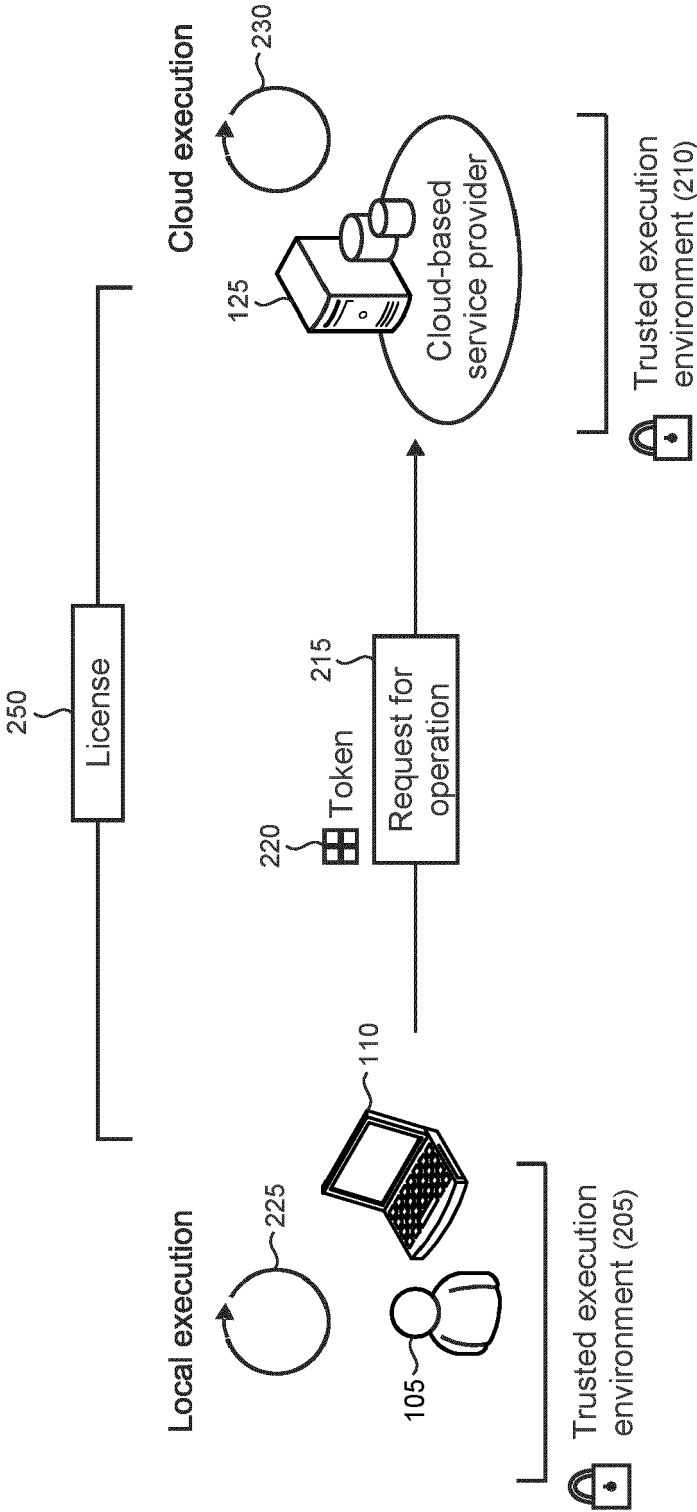 250
License
Local execution
Cloud execution
225
230
220
Token
215
Request for
operation
105
110
125
Cloud-based
service provider
Trusted execution
environment (205)
Trusted execution
environment (210)